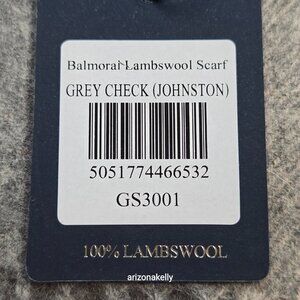 Balmoral Lambswool Scarf
GREY CHECK (JOHNSTON)
5051774466532
GS3001
100% LAMBSWOOL
arizonakelly